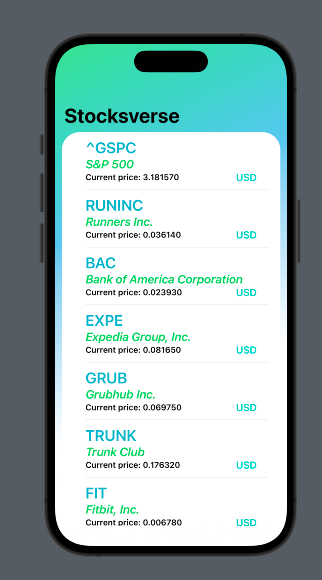 Stocksverse
^GSPC
S&P 500
Current price: 3.181570 USD
RUNINC
Runners Inc.
Current price: 0.036140 USD
BAC
Bank of America Corporation
Current price: 0.023930 USD
EXPE
Expedia Group, Inc.
Current price: 0.081650 USD
GRUB
Grubhub Inc.
Current price: 0.069750 USD
TRUNK
Trunk Club
Current price: 0.176320 USD
FIT
Fitbit, Inc.
Current price: 0.006780 USD